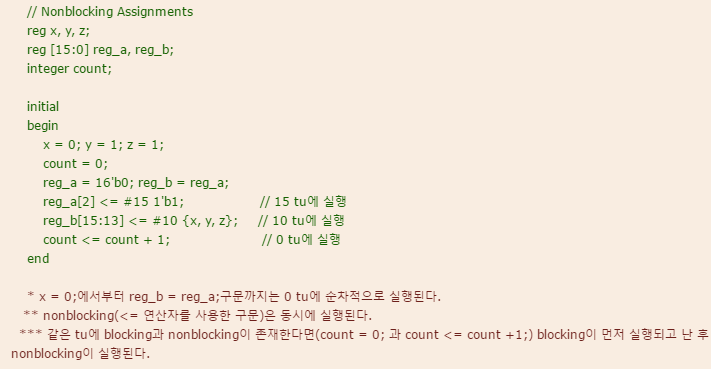 // Nonblocking Assignments
reg x, y, z;
reg [15:0] reg_a, reg_b;
integer count;
initial
begin
x = 0; y = 1; z = 1;
count = 0;
reg_a = 16'b0; reg_b = reg_a;
reg_a[2] <= #15 1'b1; // 15 tu에 실행
reg_b[15:13] <= #10 {x, y, z}; // 10 tu에 실행
count <= count + 1; // 0 tu에 실행
end
* x = 0;에서부터 reg_b = reg_a;구문까지는 0 tu에 순차적으로 실행된다.
** nonblocking(<= 연산자를 사용한 구문)은 동시에 실행된다.
*** 같은 tu에 blocking과 nonblocking이 존재한다면(count = 0; 과 count <= count +1;) blocking이 먼저 실행되고 난 후
nonblocking이 실행된다.